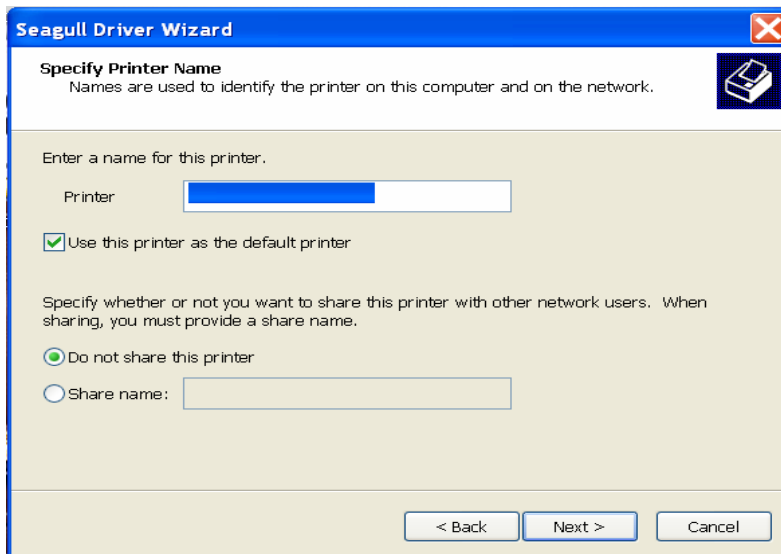 Seagull Driver Wizard
Specify Printer Name
Names are used to identify the printer on this computer and on the network.
Enter a name for this printer.
Printer
Use this printer as the default printer
Specify whether or not you want to share this printer with other network users. When
sharing, you must provide a share name.
Do not share this printer
Share name:
< Back
Next >
Cancel